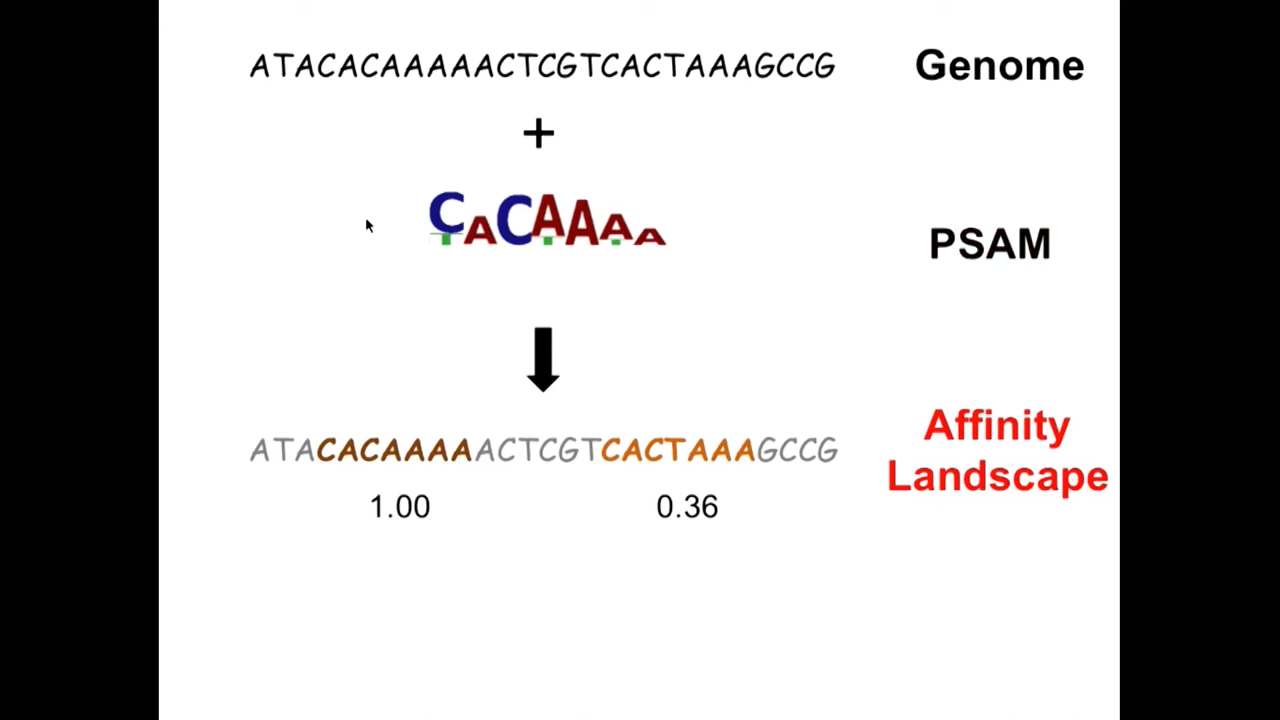 ATACACAAAAACTCGTCACTAAAGCCG Genome
+
CACAAAA PSAM
T T T
ATACACAAAAACTCGTCACTAAAGCCG Affinity
Landscape
1.00 0.36